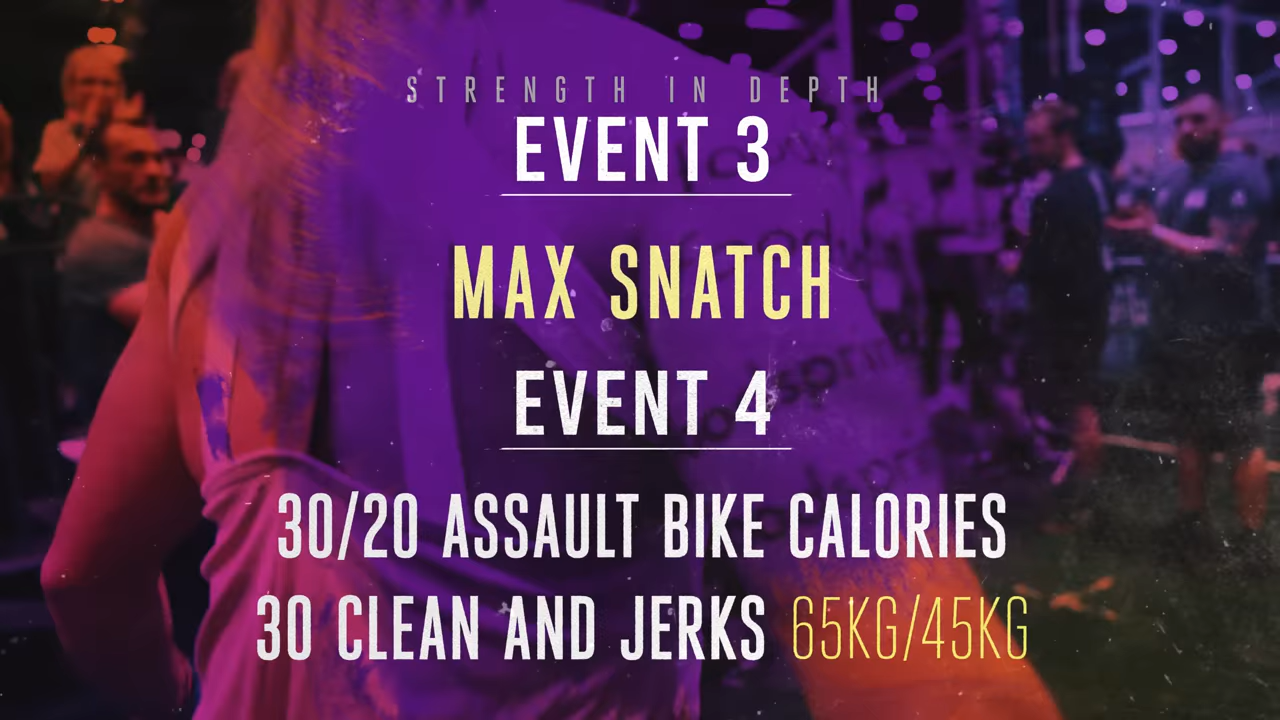 STRENGTH IN DEPTH
EVENT 3
MAX SNATCH
EVENT 4
30/20 ASSAULT BIKE CALORIES
30 CLEAN AND JERKS 65KG/45KG